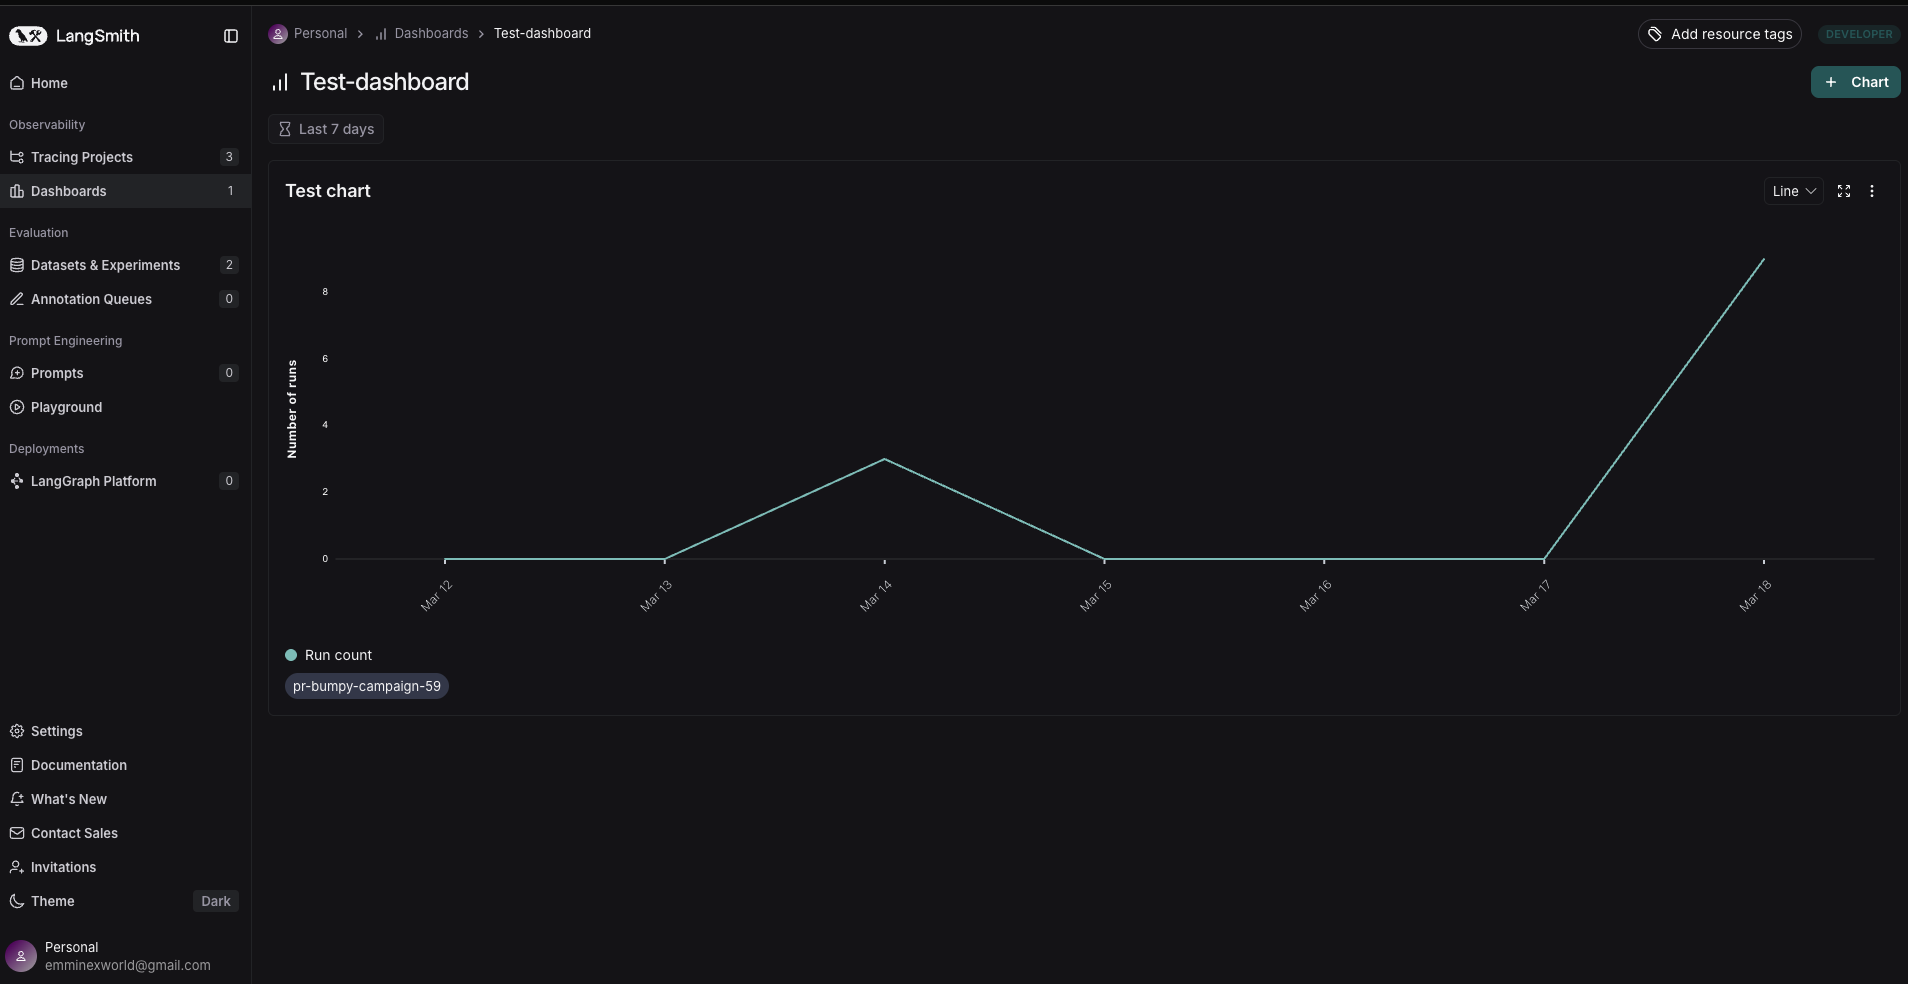 LangSmith
Home
Observability
Tracing Projects 3
Dashboards 1
Evaluation
Datasets & Experiments 2
Annotation Queues 0
Prompt Engineering
Prompts 0
Playground
Deployments
LangGraph Platform 0
Settings
Documentation
What's New
Contact Sales
Invitations
Theme Dark
Personal
emminexworld@gmail.com
Personal > Dashboards > Test-dashboard
Add resource tags
DEVELOPER
Test-dashboard
+ Chart
Last 7 days
Test chart
Line
Number of runs
8
6
4
2
0
Mar 12 Mar 13 Mar 14 Mar 15 Mar 16 Mar 17 Mar 18
Run count
pr-bumpy-campaign-59